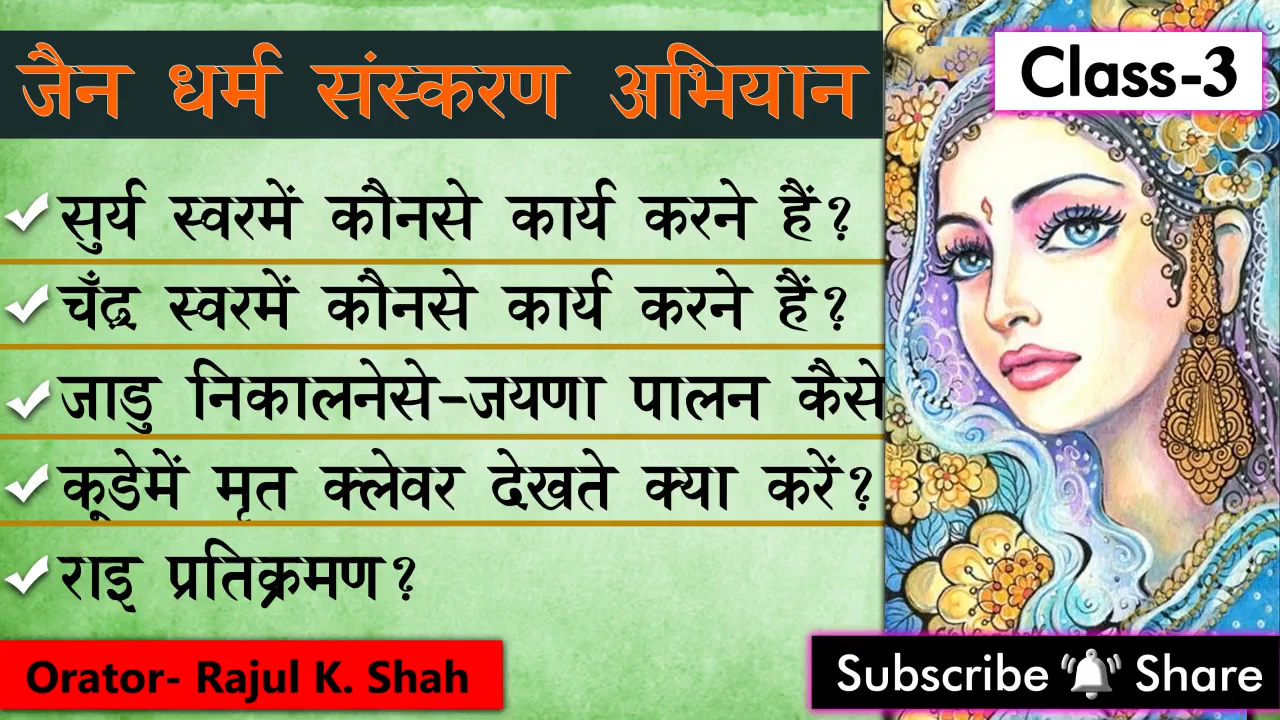 जैन धर्म संस्करण अभियान
Class-3
सुर्य स्वरमें कौनसे कार्य करने हैं?
चँद्र स्वरमें कौनसे कार्य करने हैं?
जाडु निकालनेसे-जयणा पालन कैसे
कूडेमें मृत क्लेवर देखते क्या करें?
राइ प्रतिक्रमण?
Orator- Rajul K. Shah
Subscribe Share